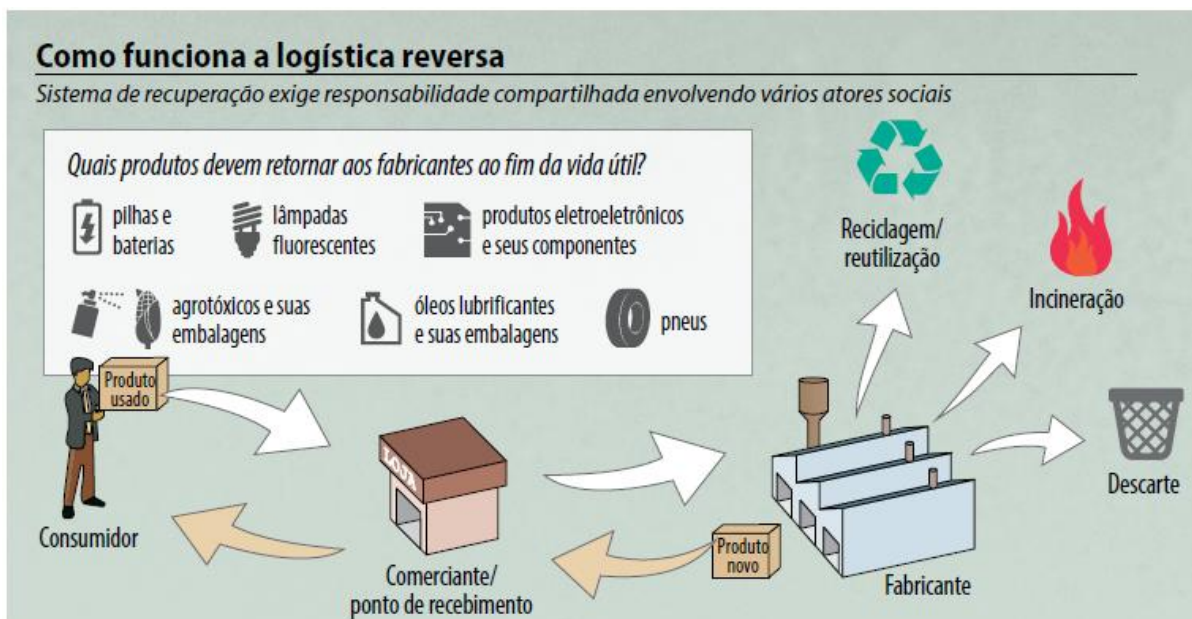 Como funciona a logística reversa
Sistema de recuperação exige responsabilidade compartilhada envolvendo vários atores sociais
Quais produtos devem retornar aos fabricantes ao fim da vida útil?
pilhas e
baterias
lâmpadas
fluorescentes
produtos eletroeletrônicos
e seus componentes
agrotóxicos e suas
embalagens
óleos lubrificantes
e suas embalagens
pneus
Reciclagem/
reutilização
Incineração
Descarte
Produto
usado
Consumidor
LOJA
Comerciante/
ponto de recebimento
Produto
novo
Fabricante